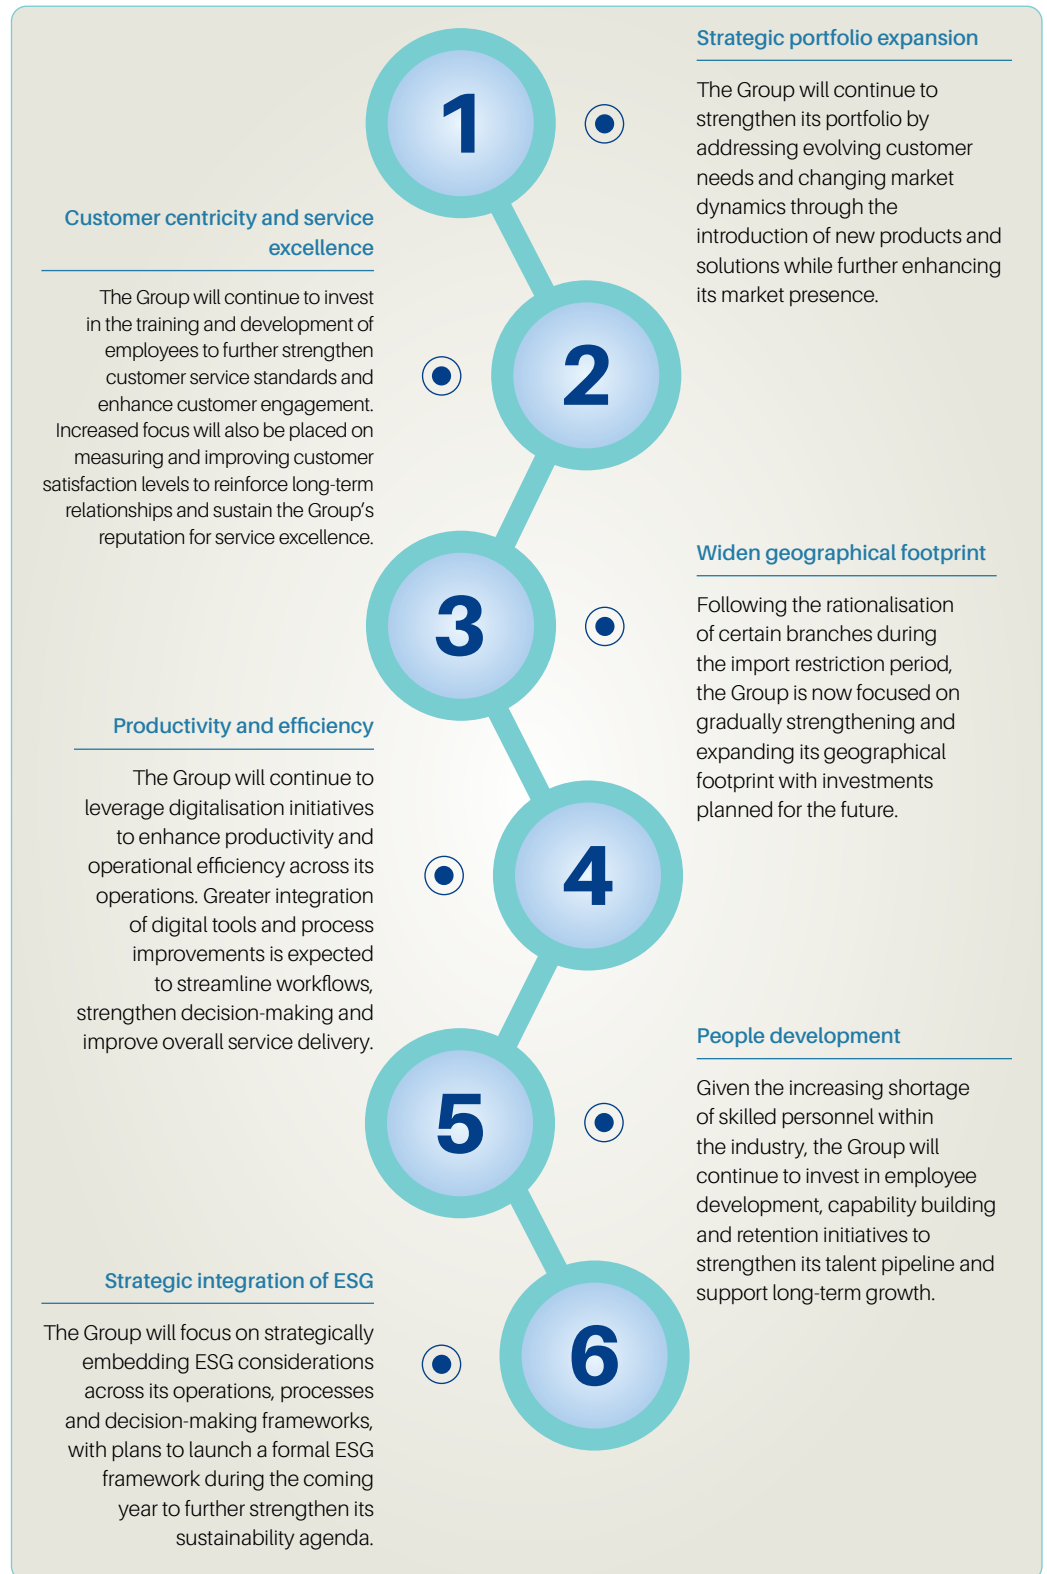 1
Strategic portfolio expansion
The Group will continue to
strengthen its portfolio by
addressing evolving customer
needs and changing market
dynamics through the
introduction of new products and
solutions while further enhancing
its market presence.
2
Customer centricity and service
excellence
The Group will continue to invest
in the training and development of
employees to further strengthen
customer service standards and
enhance customer engagement.
Increased focus will also be placed on
measuring and improving customer
satisfaction levels to reinforce long-term
relationships and sustain the Group’s
reputation for service excellence.
3
Widen geographical footprint
Following the rationalisation
of certain branches during
the import restriction period,
the Group is now focused on
gradually strengthening and
expanding its geographical
footprint with investments
planned for the future.
4
Productivity and efficiency
The Group will continue to
leverage digitalisation initiatives
to enhance productivity and
operational efficiency across its
operations. Greater integration
of digital tools and process
improvements is expected
to streamline workflows,
strengthen decision-making and
improve overall service delivery.
5
People development
Given the increasing shortage
of skilled personnel within
the industry, the Group will
continue to invest in employee
development, capability building
and retention initiatives to
strengthen its talent pipeline and
support long-term growth.
6
Strategic integration of ESG
The Group will focus on strategically
embedding ESG considerations
across its operations, processes
and decision-making frameworks,
with plans to launch a formal ESG
framework during the coming
year to further strengthen its
sustainability agenda.